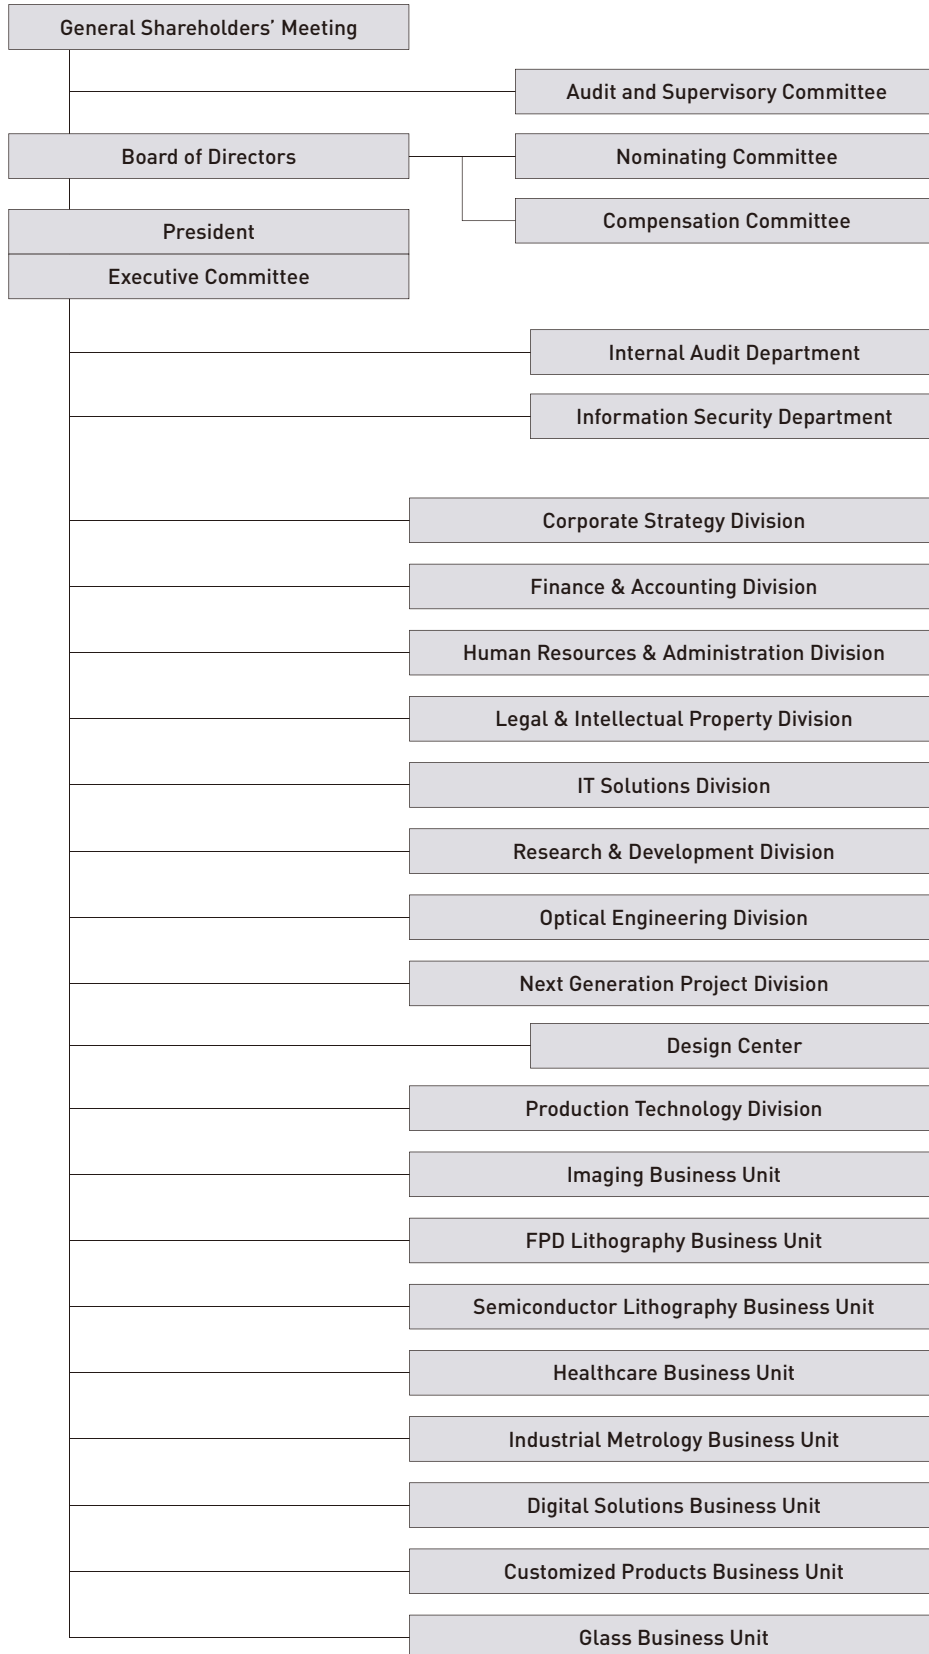 General Shareholders’ Meeting
Audit and Supervisory Committee
Board of Directors
Nominating Committee
Compensation Committee
President
Executive Committee
Internal Audit Department
Information Security Department
Corporate Strategy Division
Finance & Accounting Division
Human Resources & Administration Division
Legal & Intellectual Property Division
IT Solutions Division
Research & Development Division
Optical Engineering Division
Next Generation Project Division
Design Center
Production Technology Division
Imaging Business Unit
FPD Lithography Business Unit
Semiconductor Lithography Business Unit
Healthcare Business Unit
Industrial Metrology Business Unit
Digital Solutions Business Unit
Customized Products Business Unit
Glass Business Unit